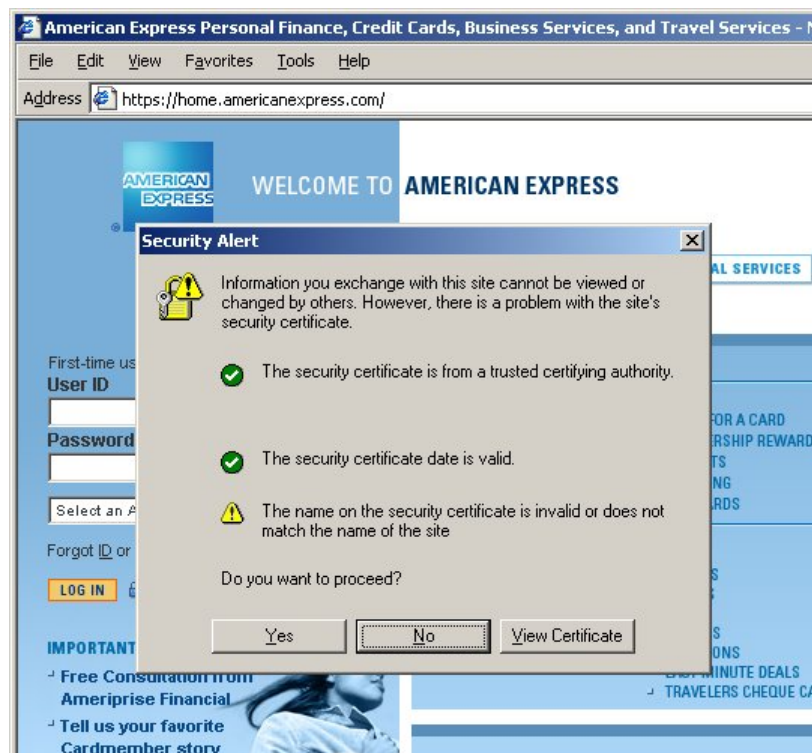 American Express Personal Finance, Credit Cards, Business Services, and Travel Services -
File Edit View Favorites Tools Help
Address https://home.americanexpress.com/
AMERICAN
EXPRESS
®
WELCOME TO AMERICAN EXPRESS
AL SERVICES
Security Alert
Information you exchange with this site cannot be viewed or
changed by others. However, there is a problem with the site's
security certificate.
The security certificate is from a trusted certifying authority.
The security certificate date is valid.
The name on the security certificate is invalid or does not
match the name of the site
Do you want to proceed?
Yes No View Certificate
First-time us
User ID
Password
Select an A
Forgot ID or
LOG IN
IMPORTANT
Free Consultation from
Ameriprise Financial
Tell us your favorite
Cardmember story
FOR A CARD
ERSHIP REWARD
TS
NG
RDS
S
S
ONS
LAST MINUTE DEALS
TRAVELERS CHEQUE CA